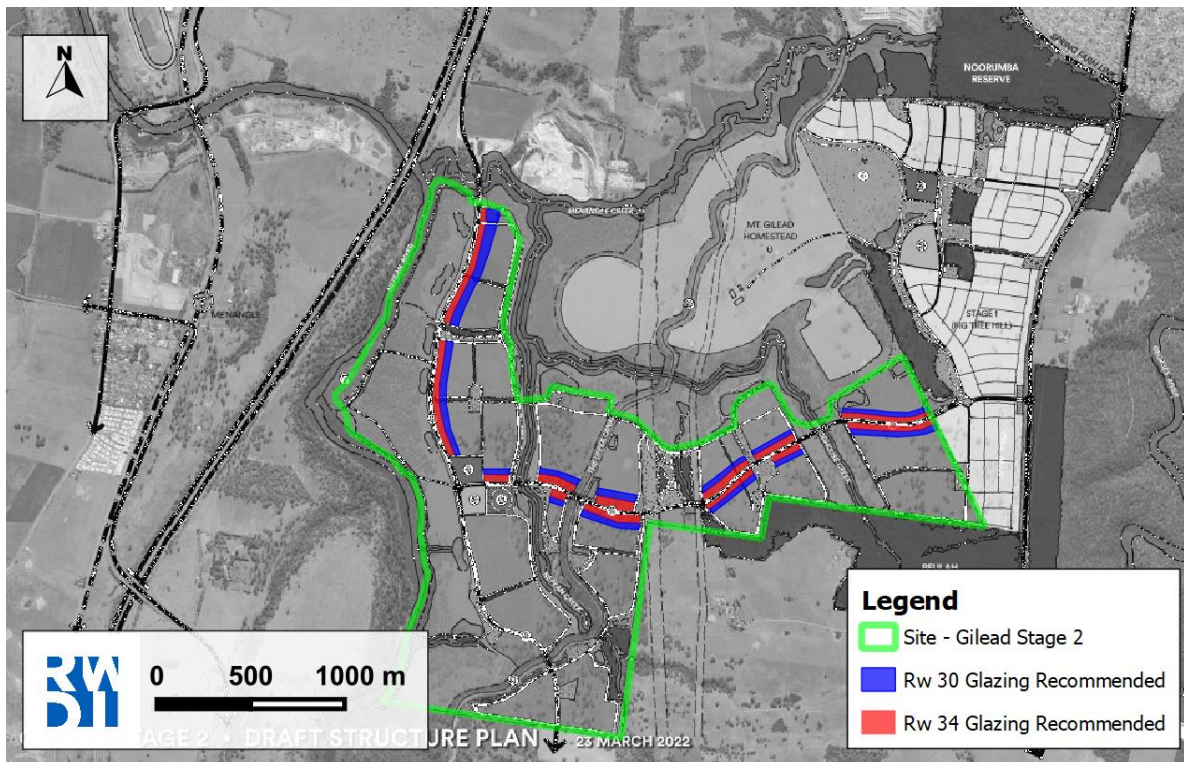 N
NOORUMBA
RESERVE
MENANGLE CREEK
MT. GILEAD
HOMESTEAD
MENANGLE
STAGE 1
(FIG TREE HILL)
BEULAH
RWDI
0 500 1000 m
STAGE 2 • DRAFT STRUCTURE PLAN 23 MARCH 2022
Legend
Site - Gilead Stage 2
Rw 30 Glazing Recommended
Rw 34 Glazing Recommended